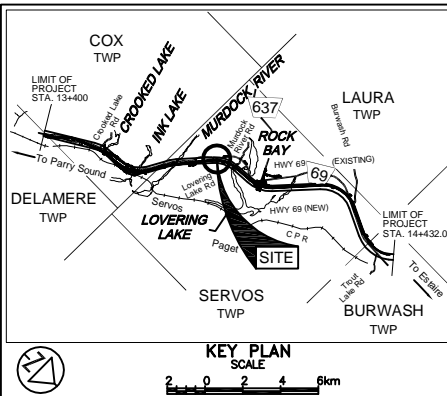 COX
TWP
LIMIT OF
PROJECT
STA. 13+400
Crooked Lake
Rd
CROOKED LAKE
INK LAKE
MURDOCK RIVER
637
Murdock
River Rd
LAURA
TWP
Burwash Rd
ROCK
BAY
HWY 69
(EXISTING)
69
To Parry Sound
DELAMERE
TWP
Lovering
Lake Rd
Servos
LOVERING
LAKE
HWY 69 (NEW)
LIMIT OF
PROJECT
STA. 14+432.0
Paget
SITE
C P R
To Estaire
Trout
Lake Rd
SERVOS
TWP
BURWASH
TWP
KEY PLAN
SCALE
2 0 2 4 6km
N